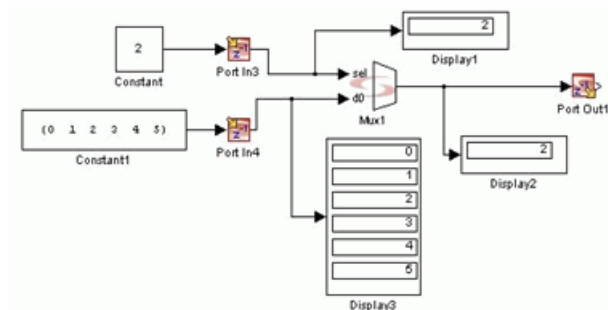 2
Constant
Port In3
2
Display1
sel
d0
Mux1
Port Out1
(0 1 2 3 4 5)
Constant1
Port In4
2
Display2
0
1
2
3
4
5
Display3